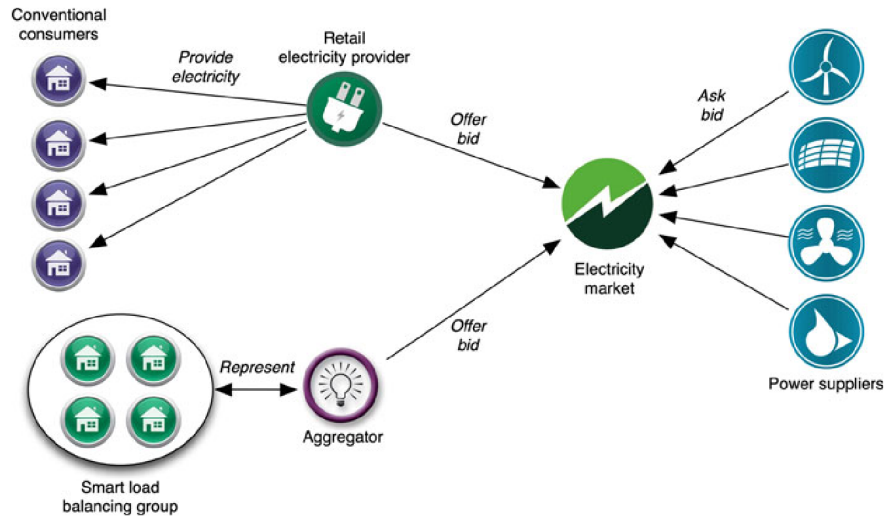 Conventional
consumers
Provide
electricity
Retail
electricity provider
Offer
bid
Ask
bid
Electricity
market
Offer
bid
Represent
Aggregator
Power suppliers
Smart load
balancing group